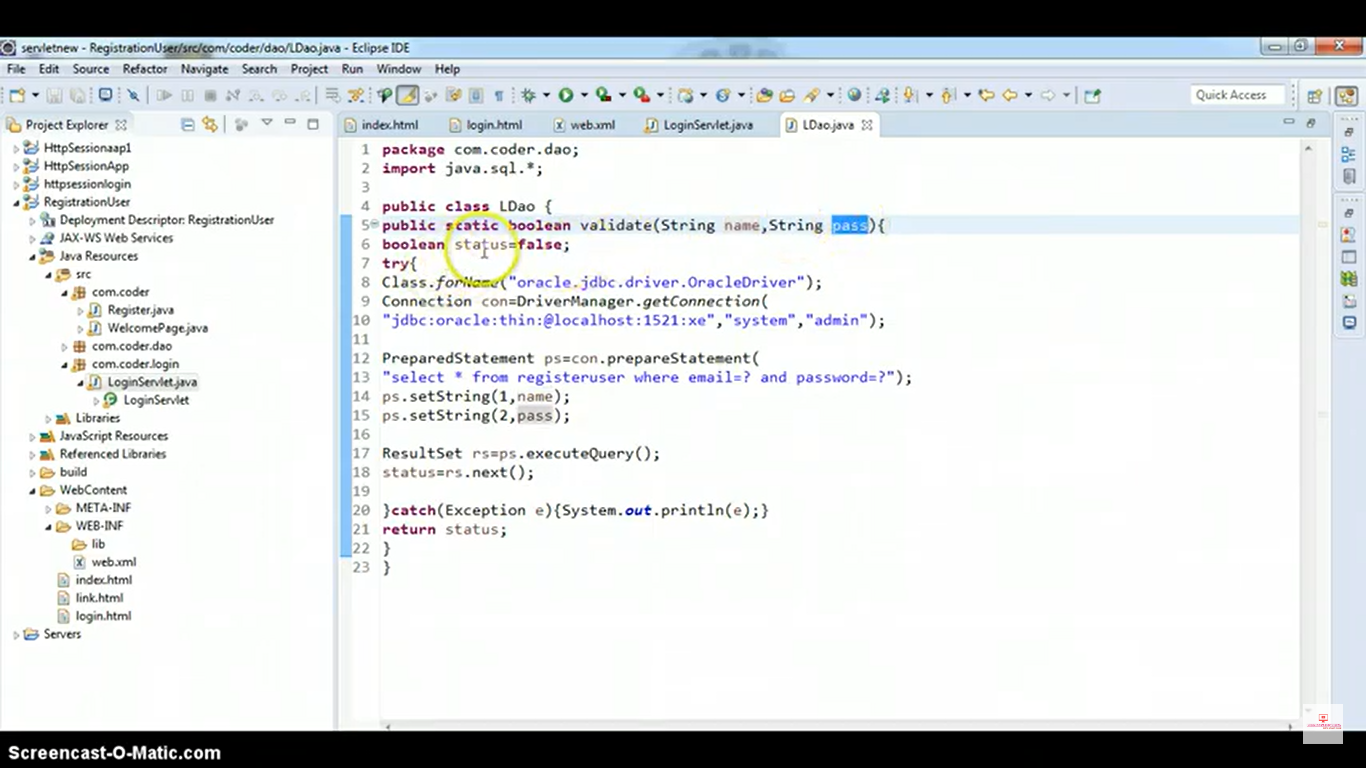 servletnew - RegistrationUser/src/com/coder/dao/LDao.java - Eclipse IDE
File Edit Source Refactor Navigate Search Project Run Window Help
Quick Access
Project Explorer
index.html login.html web.xml LoginServlet.java LDao.java
HttpSessionaap1
HttpSessionApp
httpsessionlogin
RegistrationUser
Deployment Descriptor: RegistrationUser
JAX-WS Web Services
Java Resources
src
com.coder
Register.java
WelcomePage.java
com.coder.dao
com.coder.login
LoginServlet.java
LoginServlet
Libraries
JavaScript Resources
Referenced Libraries
build
WebContent
META-INF
WEB-INF
lib
web.xml
index.html
link.html
login.html
Servers
1 package com.coder.dao;
2 import java.sql.*;
3
4 public class LDao {
5 public static boolean validate(String name,String pass){
6 boolean status=false;
7 try{
8 Class.forName("oracle.jdbc.driver.OracleDriver");
9 Connection con=DriverManager.getConnection(
10 "jdbc:oracle:thin:@localhost:1521:xe","system","admin");
11
12 PreparedStatement ps=con.prepareStatement(
13 "select * from registeruser where email=? and password=?");
14 ps.setString(1,name);
15 ps.setString(2,pass);
16
17 ResultSet rs=ps.executeQuery();
18 status=rs.next();
19
20 }catch(Exception e){System.out.println(e);}
21 return status;
22 }
23 }
Screencast-O-Matic.com